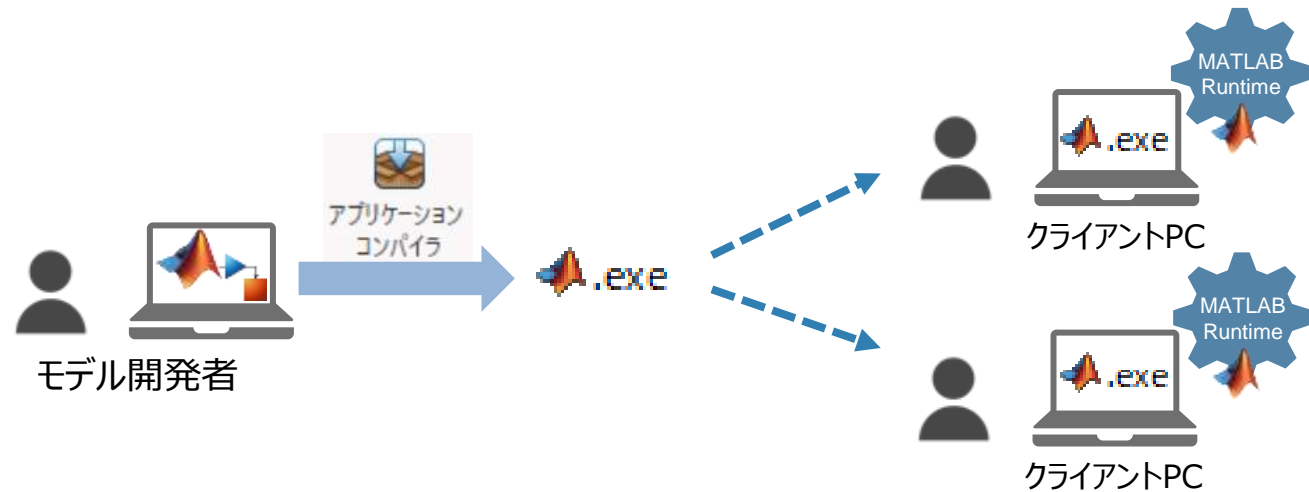 アプリケーション
コンパイラ
モデル開発者
.exe
MATLAB
Runtime
.exe
クライアントPC
MATLAB
Runtime
.exe
クライアントPC